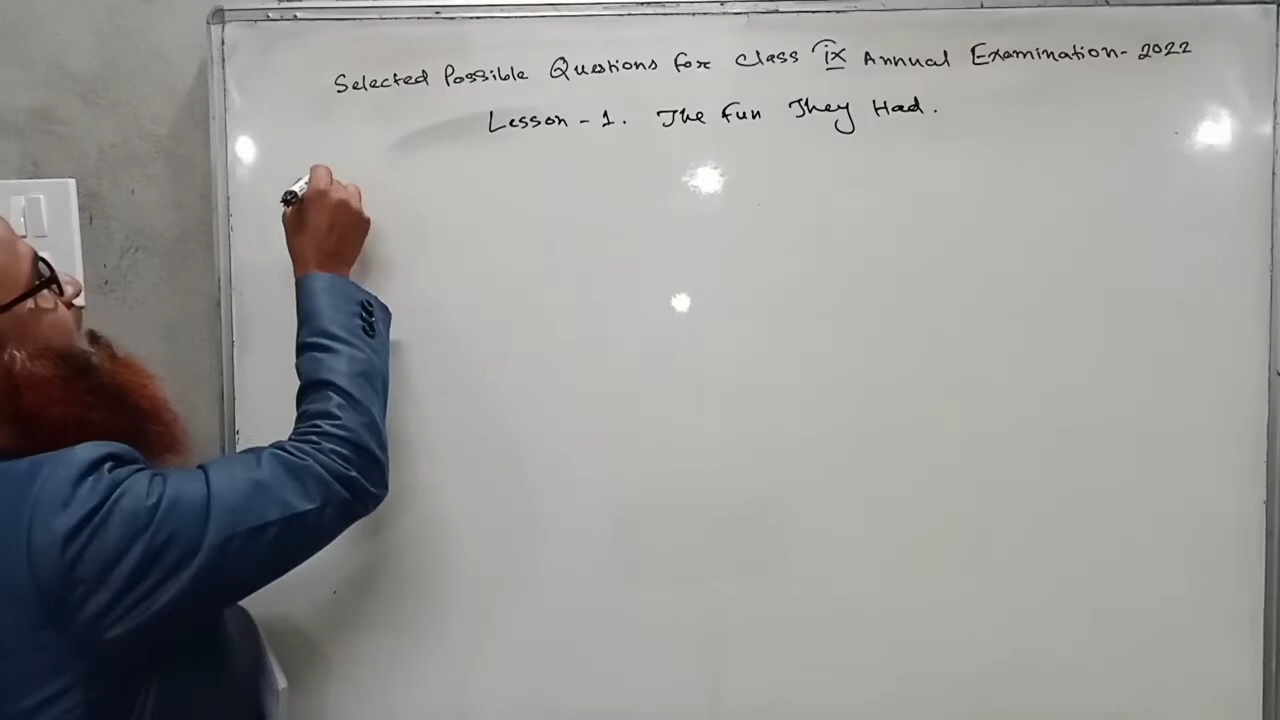 Selected Possible Questions for Class IX Annual Examination - 2022
Lesson - 1. The Fun They Had.